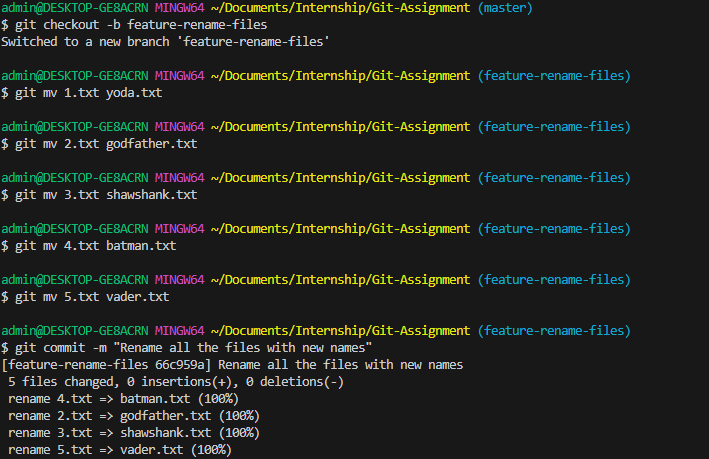 admin@DESKTOP-GE8ACRN MINGW64 ~/Documents/Internship/Git-Assignment (master)
$ git checkout -b feature-rename-files
Switched to a new branch 'feature-rename-files'
admin@DESKTOP-GE8ACRN MINGW64 ~/Documents/Internship/Git-Assignment (feature-rename-files)
$ git mv 1.txt yoda.txt
admin@DESKTOP-GE8ACRN MINGW64 ~/Documents/Internship/Git-Assignment (feature-rename-files)
$ git mv 2.txt godfather.txt
admin@DESKTOP-GE8ACRN MINGW64 ~/Documents/Internship/Git-Assignment (feature-rename-files)
$ git mv 3.txt shawshank.txt
admin@DESKTOP-GE8ACRN MINGW64 ~/Documents/Internship/Git-Assignment (feature-rename-files)
$ git mv 4.txt batman.txt
admin@DESKTOP-GE8ACRN MINGW64 ~/Documents/Internship/Git-Assignment (feature-rename-files)
$ git mv 5.txt vader.txt
admin@DESKTOP-GE8ACRN MINGW64 ~/Documents/Internship/Git-Assignment (feature-rename-files)
$ git commit -m "Rename all the files with new names"
[feature-rename-files 66c959a] Rename all the files with new names
 5 files changed, 0 insertions(+), 0 deletions(-)
 rename 4.txt => batman.txt (100%)
 rename 2.txt => godfather.txt (100%)
 rename 3.txt => shawshank.txt (100%)
 rename 5.txt => vader.txt (100%)